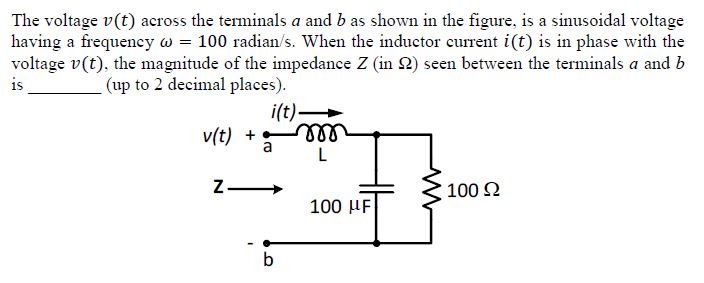 The voltage v(t) across the terminals a and b as shown in the figure, is a sinusoidal voltage
having a frequency ω = 100 radian/s. When the inductor current i(t) is in phase with the
voltage v(t), the magnitude of the impedance Z (in Ω) seen between the terminals a and b
is ________ (up to 2 decimal places).
i(t)
v(t) +
a
L
Z
100 Ω
100 µF
-
b